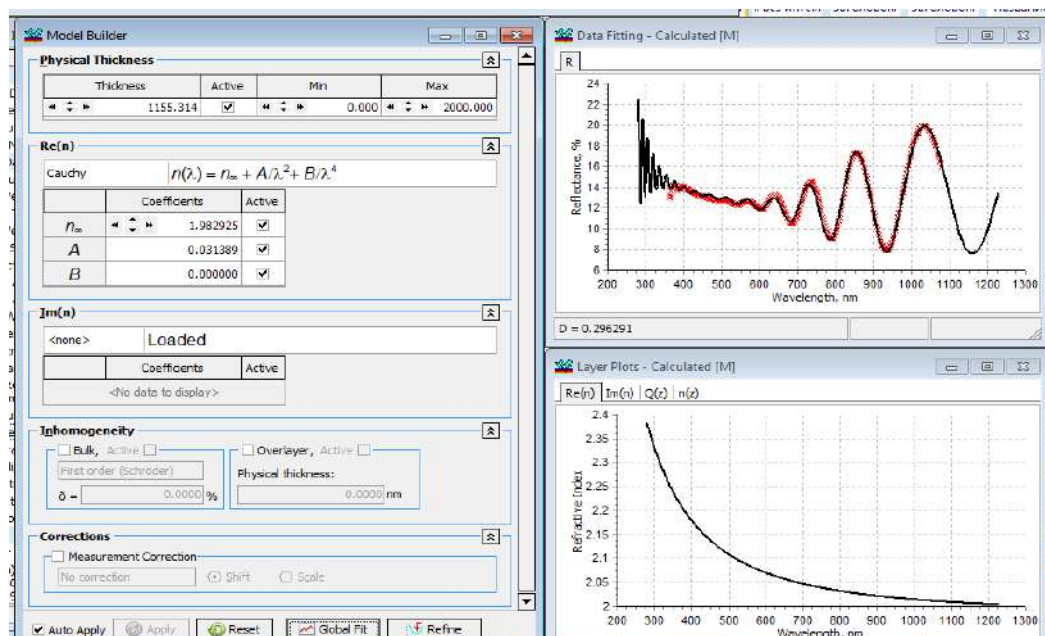 Model Builder
Physical Thickness
Thickness Active Min Max
1155.314 0.000 2000.000
Re(n)
Cauchy n(λ) = n∞ + A/λ²+ B/λ⁴
Coefficients Active
n∞ 1.982925
A 0.031389
B 0.000000
Im(n)
<none> Loaded
Coefficients Active
<No data to display>
Inhomogeneity
Bulk, Active
Overlayer, Active
First order (Schroder)
Physical thickness:
δ = 0.0000 %
0.0000 nm
Corrections
Measurement Correction
No correction Shift Scale
Auto Apply Apply Reset Global Fit Refine
Data Fitting - Calculated [M]
R
24
22
20
18
16
14
12
10
8
6
Reflectance, %
200 300 400 500 600 700 800 900 1000 1100 1200 1300
Wavelength, nm
D = 0.296291
Layer Plots - Calculated [M]
Re(n) Im(n) Q(z) n(z)
2.4
2.35
2.3
2.25
2.2
2.15
2.1
2.05
2
Refractive Index
200 300 400 500 600 700 800 900 1000 1100 1200 1300
Wavelength, nm